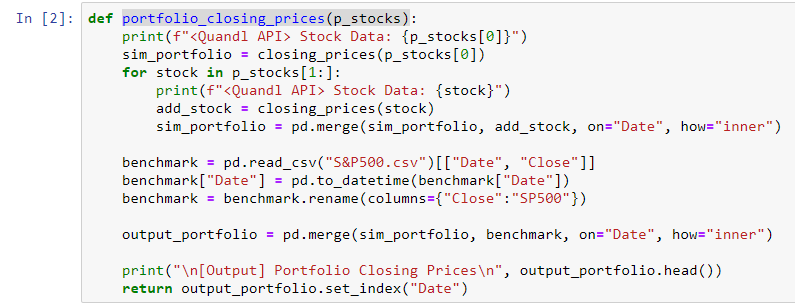 In [2]: def portfolio_closing_prices(p_stocks):
    print(f"<Quandl API> Stock Data: {p_stocks[0]}")
    sim_portfolio = closing_prices(p_stocks[0])
    for stock in p_stocks[1:]:
        print(f"<Quandl API> Stock Data: {stock}")
        add_stock = closing_prices(stock)
        sim_portfolio = pd.merge(sim_portfolio, add_stock, on="Date", how="inner")
    benchmark = pd.read_csv("S&P500.csv")[["Date", "Close"]]
    benchmark["Date"] = pd.to_datetime(benchmark["Date"])
    benchmark = benchmark.rename(columns={"Close":"SP500"})
    output_portfolio = pd.merge(sim_portfolio, benchmark, on="Date", how="inner")
    print("\n[Output] Portfolio Closing Prices\n", output_portfolio.head())
    return output_portfolio.set_index("Date")